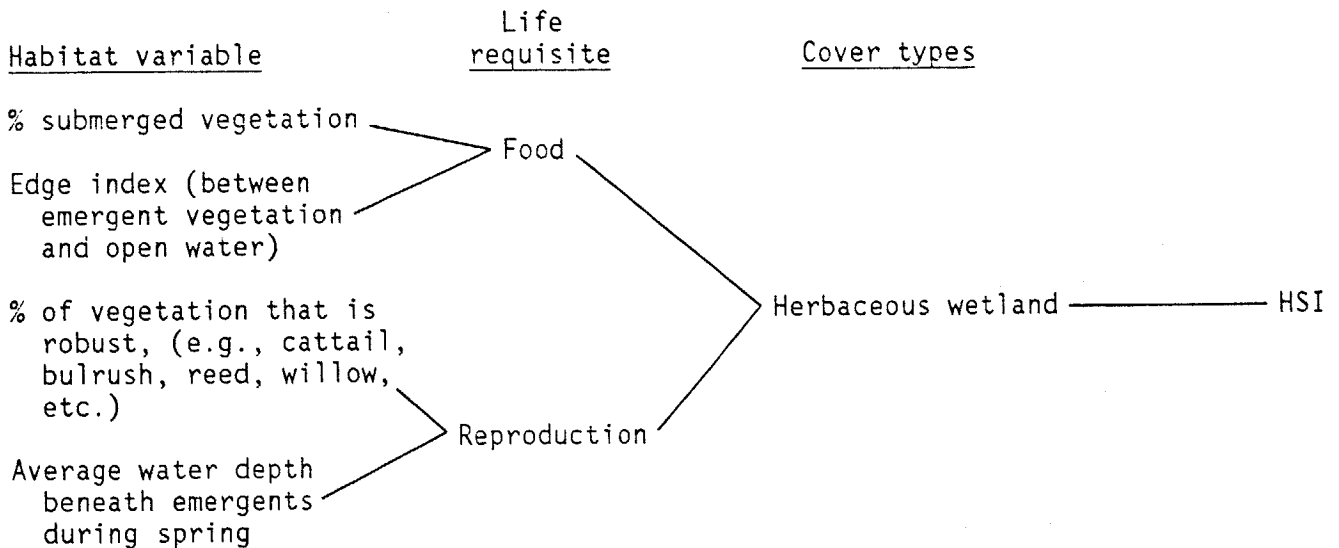 Life
Habitat variable requisite Cover types
% submerged vegetation
Food
Edge index (between
emergent vegetation
and open water)
% of vegetation that is
Herbaceous wetland HSI
robust, (e.g., cattail,
bulrush, reed, willow,
etc.)
Reproduction
Average water depth
beneath emergents
during spring